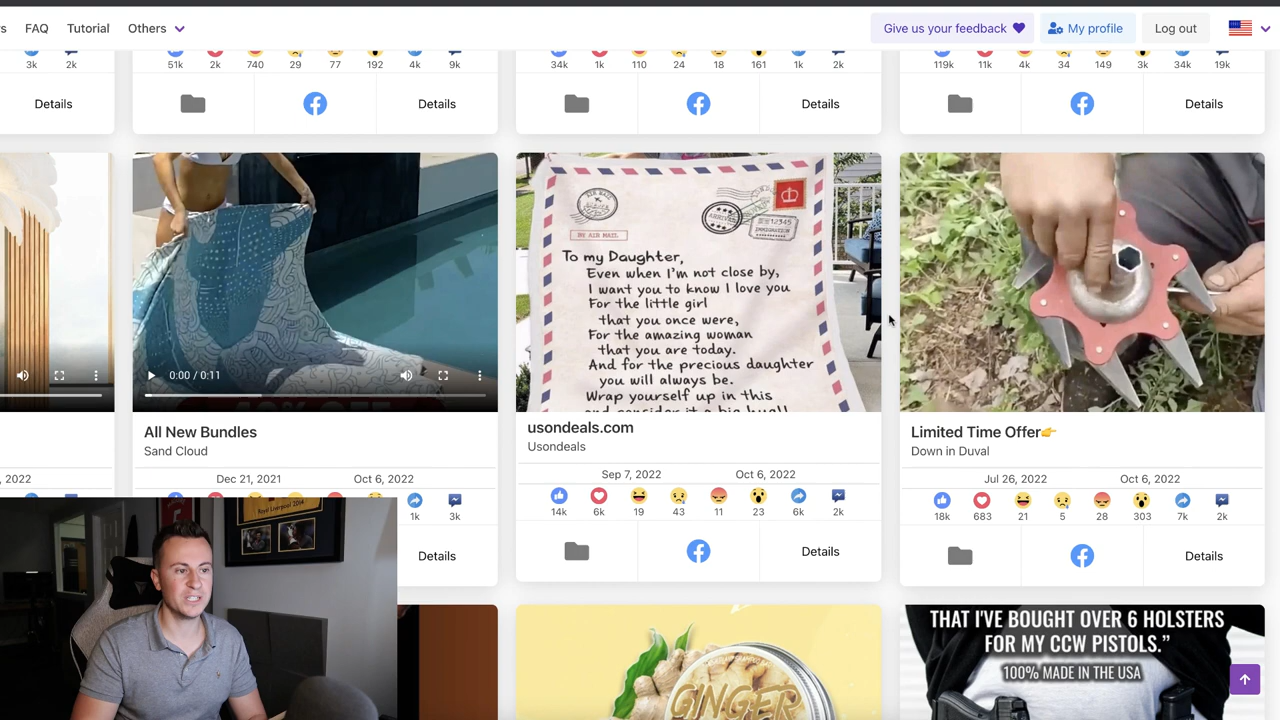 FAQ Tutorial Others Give us your feedback My profile Log out
3k 2k 51k 2k 740 29 77 192 4k 9k 34k 1k 110 24 18 161 1k 2k 119k 11k 4k 34 149 3k 34k 19k
Details Details Details Details
BY AIR MAIL
ARRIVED
IMMIGRATION
To my Daughter,
Even when I'm not close by,
I want you to know I love you
For the little girl
that you once were,
For the amazing woman
that you are today.
And for the precious daughter
you will always be.
Wrap yourself up in this
and consider it a big hug!!
0:00 / 0:11
All New Bundles
Sand Cloud
usondeals.com
Usondeals
Limited Time Offer
Down in Duval
, 2022 Dec 21, 2021 Oct 6, 2022 Sep 7, 2022 Oct 6, 2022 Jul 26, 2022 Oct 6, 2022
1k 3k 14k 6k 19 43 11 23 6k 2k 18k 683 21 5 28 303 7k 2k
Details Details Details
GINGER
THAT I'VE BOUGHT OVER 6 HOLSTERS
FOR MY CCW PISTOLS.”
100% MADE IN THE USA